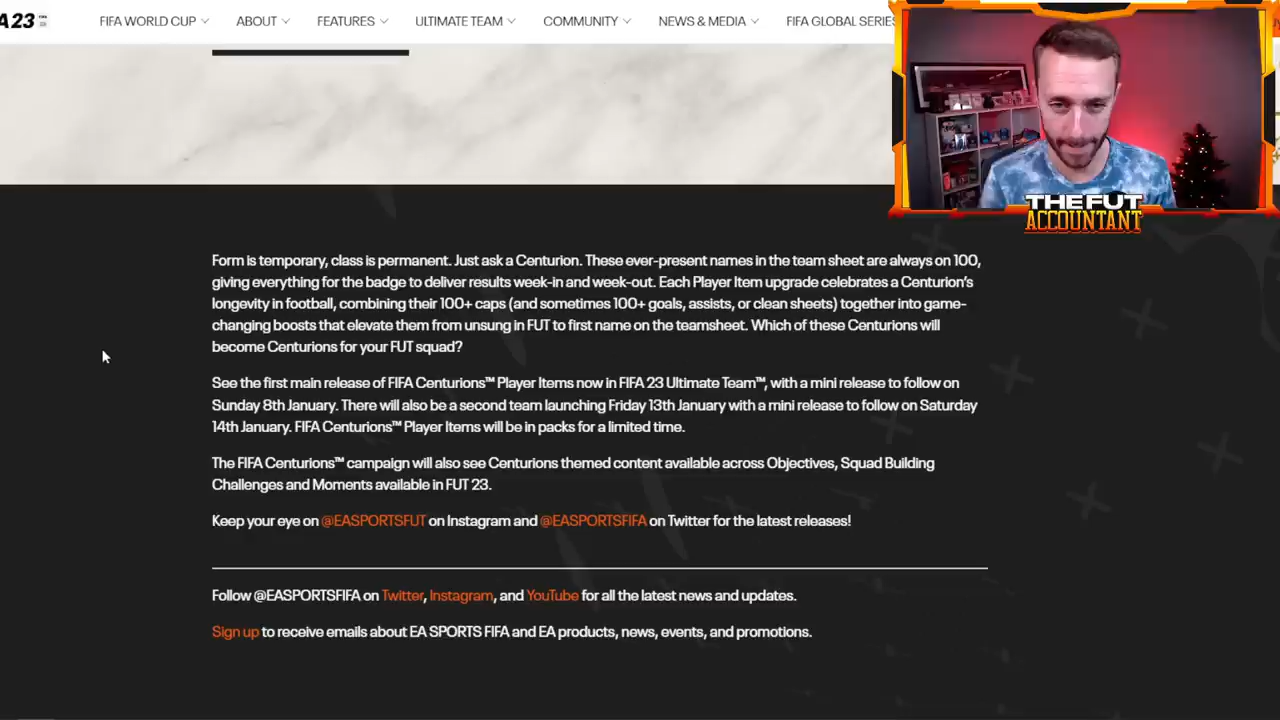 A 23
FIFA WORLD CUP
ABOUT
FEATURES
ULTIMATE TEAM
COMMUNITY
NEWS & MEDIA
FIFA GLOBAL SERIES
THE FUT
ACCOUNTANT
Form is temporary, class is permanent. Just ask a Centurion. These ever-present names in the team sheet are always on 100,
giving everything for the badge to deliver results week-in and week-out. Each Player Item upgrade celebrates a Centurion's
longevity in football, combining their 100+ caps (and sometimes 100+ goals, assists, or clean sheets) together into game-
changing boosts that elevate them from unsung in FUT to first name on the teamsheet. Which of these Centurions will
become Centurions for your FUT squad?
See the first main release of FIFA Centurions™ Player Items now in FIFA 23 Ultimate Team™, with a mini release to follow on
Sunday 8th January. There will also be a second team launching Friday 13th January with a mini release to follow on Saturday
14th January. FIFA Centurions™ Player Items will be in packs for a limited time.
The FIFA Centurions™ campaign will also see Centurions themed content available across Objectives, Squad Building
Challenges and Moments available in FUT 23.
Keep your eye on @EASPORTSFUT on Instagram and @EASPORTSFIFA on Twitter for the latest releases!
Follow @EASPORTSFIFA on Twitter, Instagram, and YouTube for all the latest news and updates.
Sign up to receive emails about EA SPORTS FIFA and EA products, news, events, and promotions.